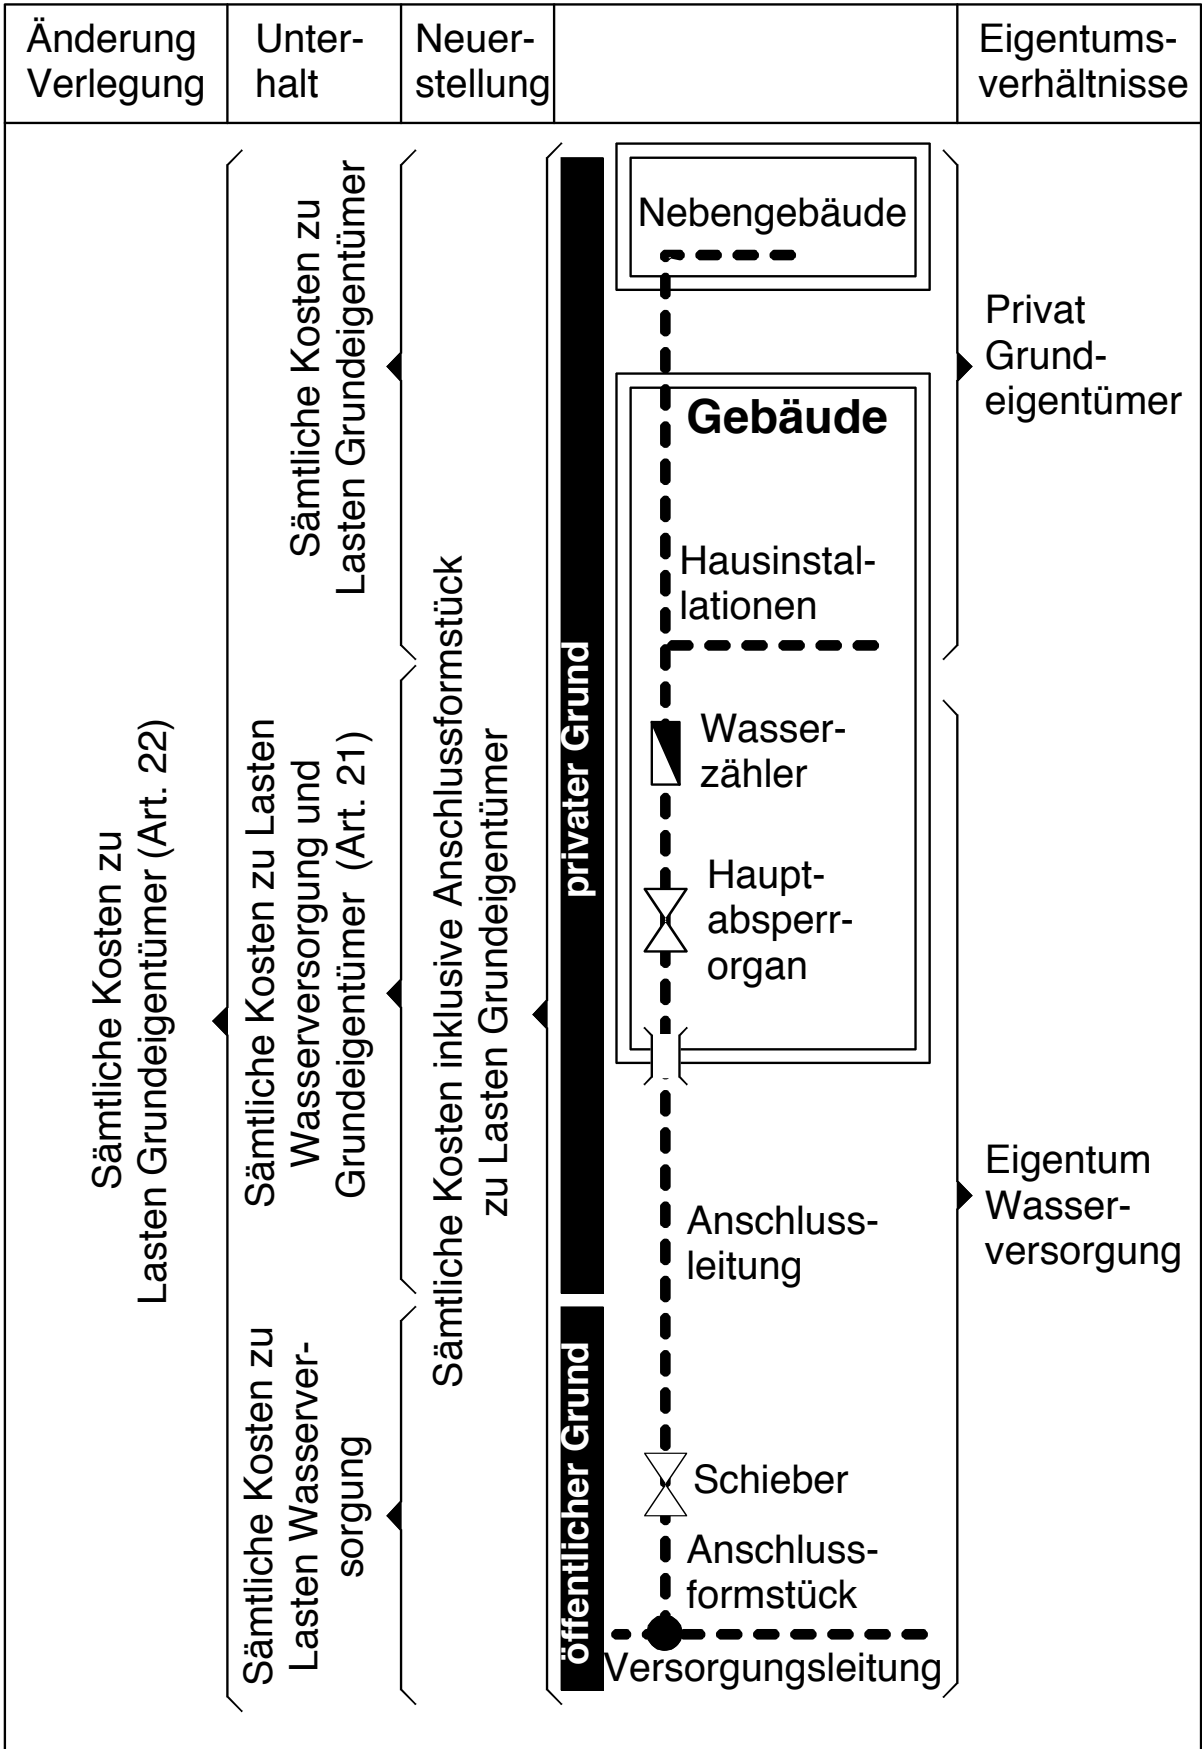 Änderung
Verlegung
Unter-
halt
Neuer-
stellung
Eigentums-
verhältnisse
Sämtliche Kosten zu
Lasten Grundeigentümer (Art. 22)
Sämtliche Kosten zu
Lasten Grundeigentümer
Sämtliche Kosten zu Lasten
Wasserversorgung und
Grundeigentümer (Art. 21)
Sämtliche Kosten zu
Lasten Wasserver-
sorgung
Sämtliche Kosten inklusive Anschlussformstück
zu Lasten Grundeigentümer
privater Grund
öffentlicher Grund
Nebengebäude
Gebäude
Hausinstal-
lationen
Wasser-
zähler
Haupt-
absperr-
organ
Anschluss-
leitung
Schieber
Anschluss-
formstück
Versorgungsleitung
Privat
Grund-
eigentümer
Eigentum
Wasser-
versorgung